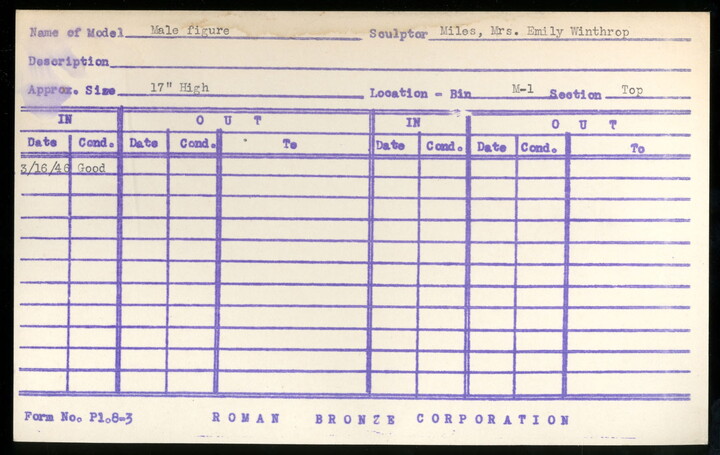 Name of Model Male figure Sculptor Miles, Mrs. Emily Winthrop
Description
Approx. Size 17" High Location - Bin M-1 Section Top
IN O U T IN O U T
Date Cond. Date Cond. To Date Cond. Date Cond. To
3/16/46 Good
Form No. P1.8-3 ROMAN BRONZE CORPORATION